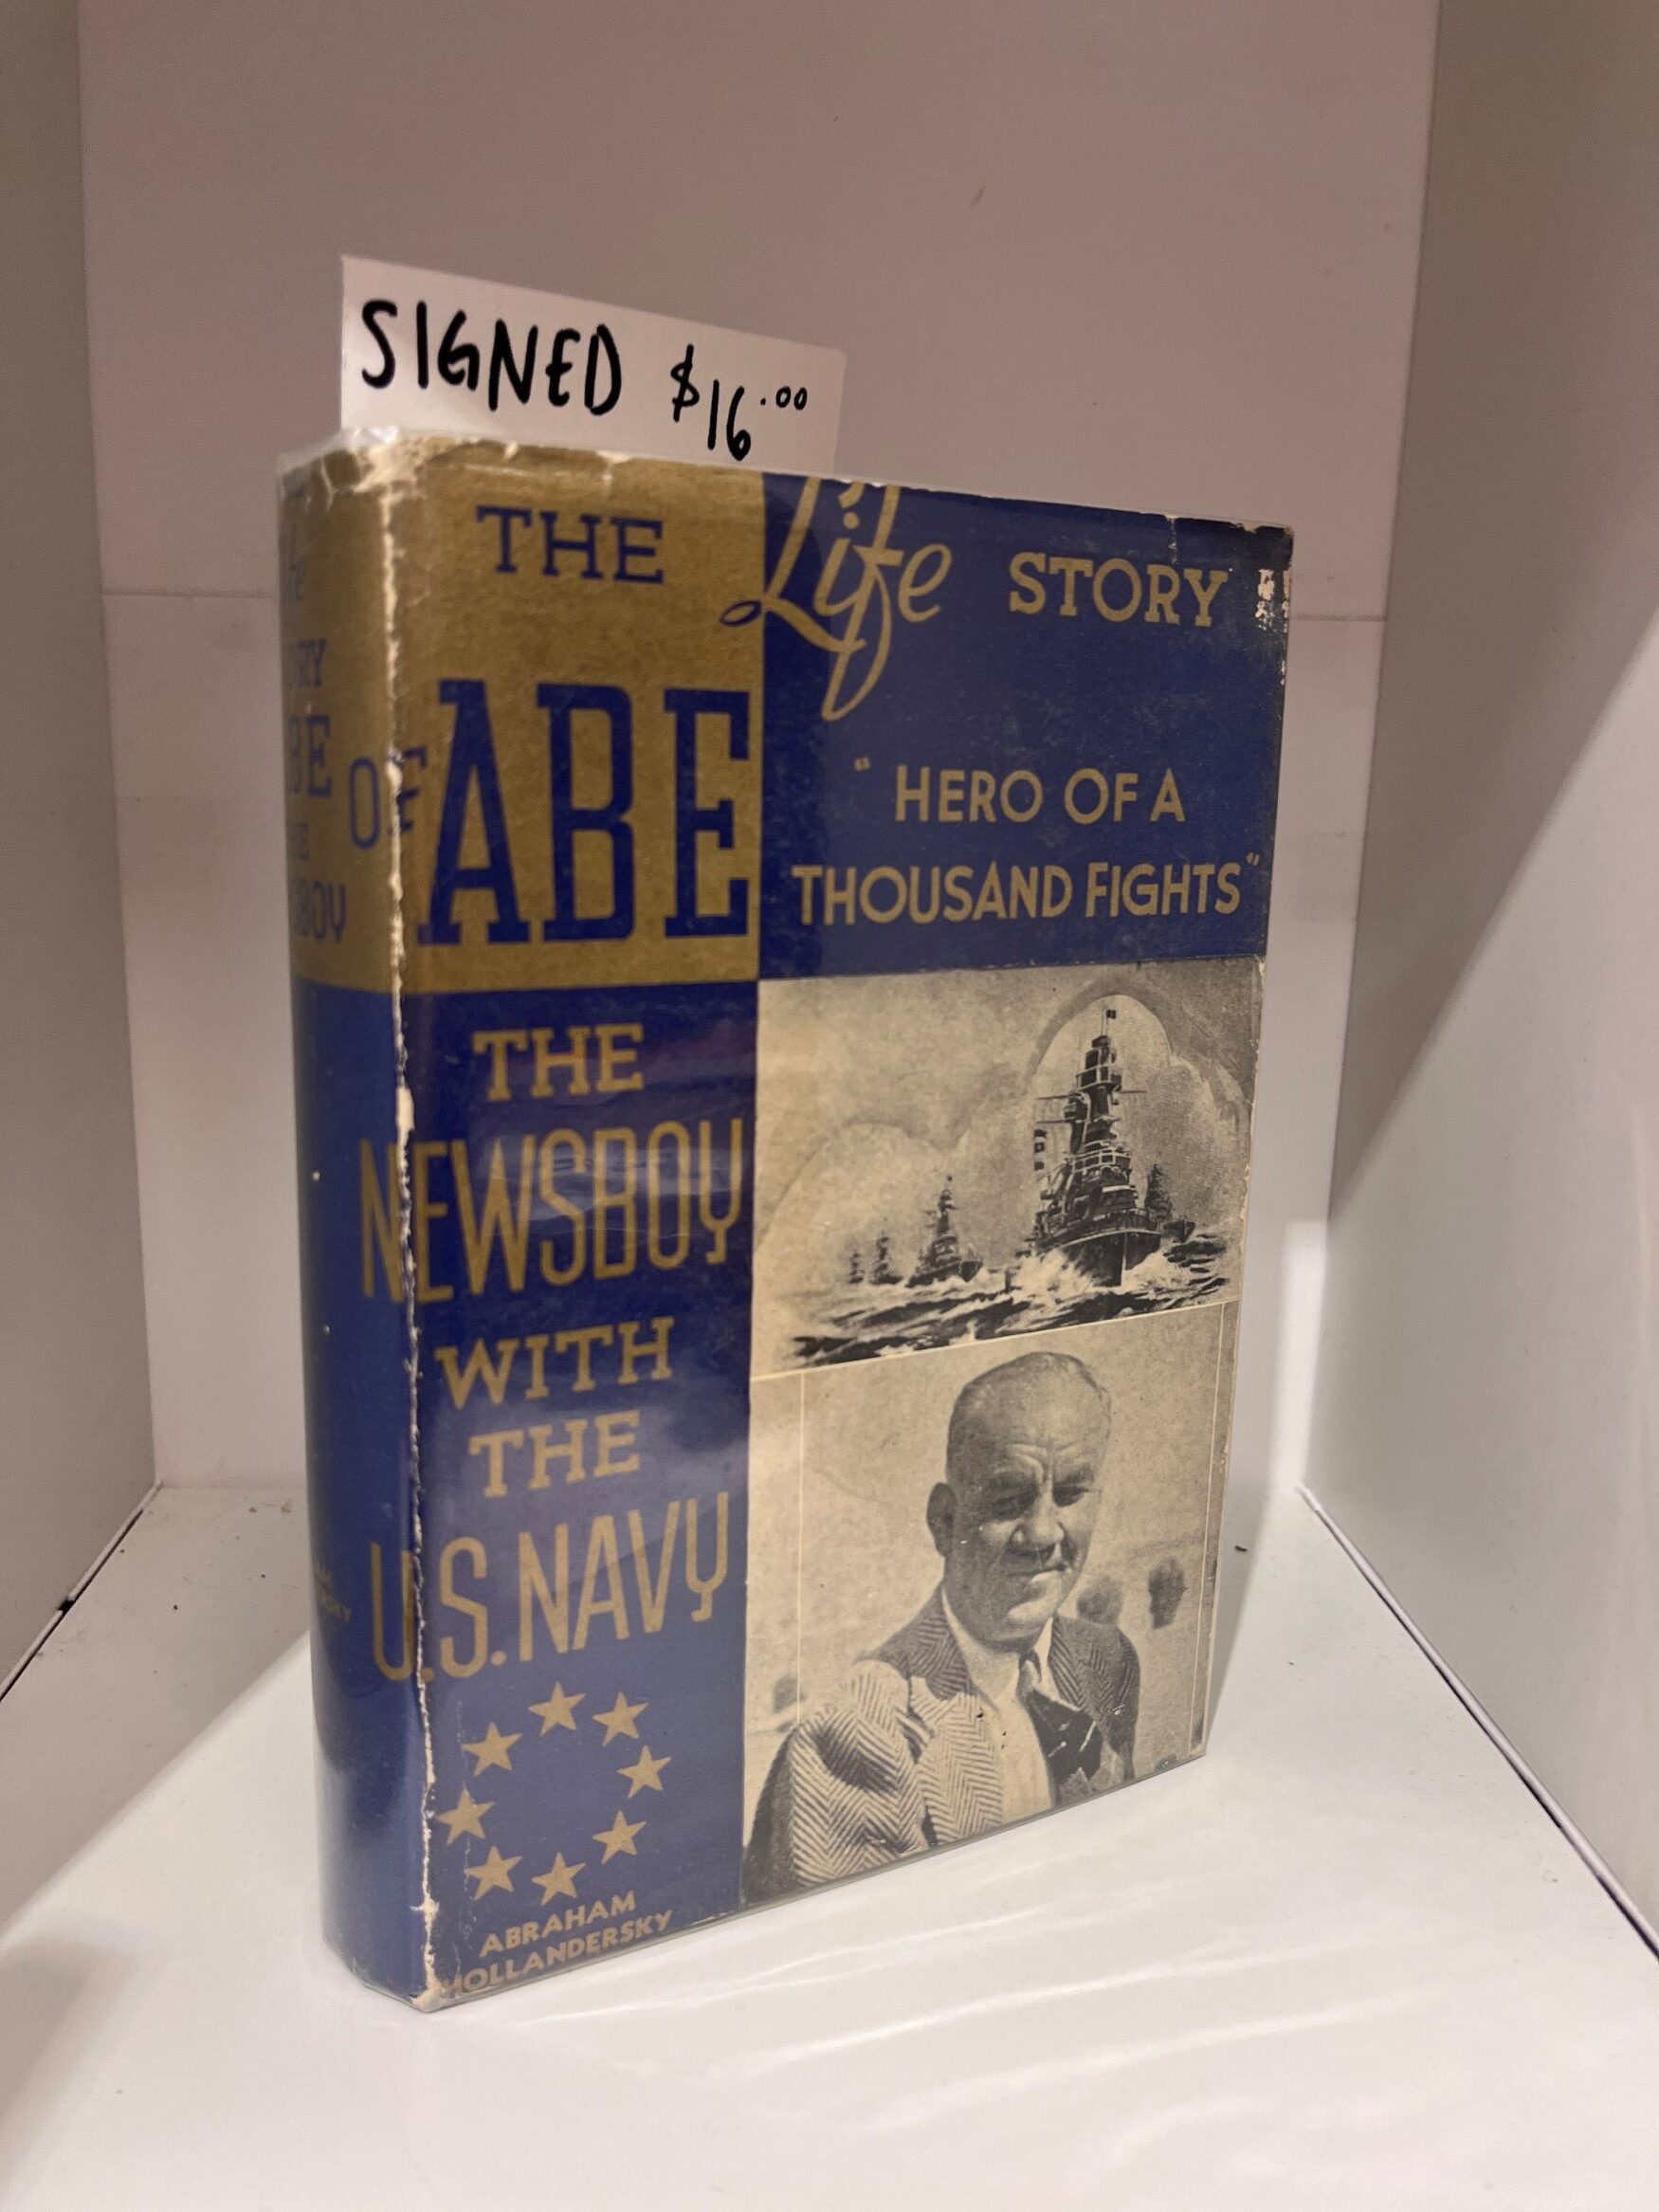 SIGNED $16.00
THE Life STORY
OF ABE
"HERO OF A
THOUSAND FIGHTS"
THE
NEWSBOY
WITH
THE
U.S. NAVY
ABRAHAM
HOLLANDERSKY